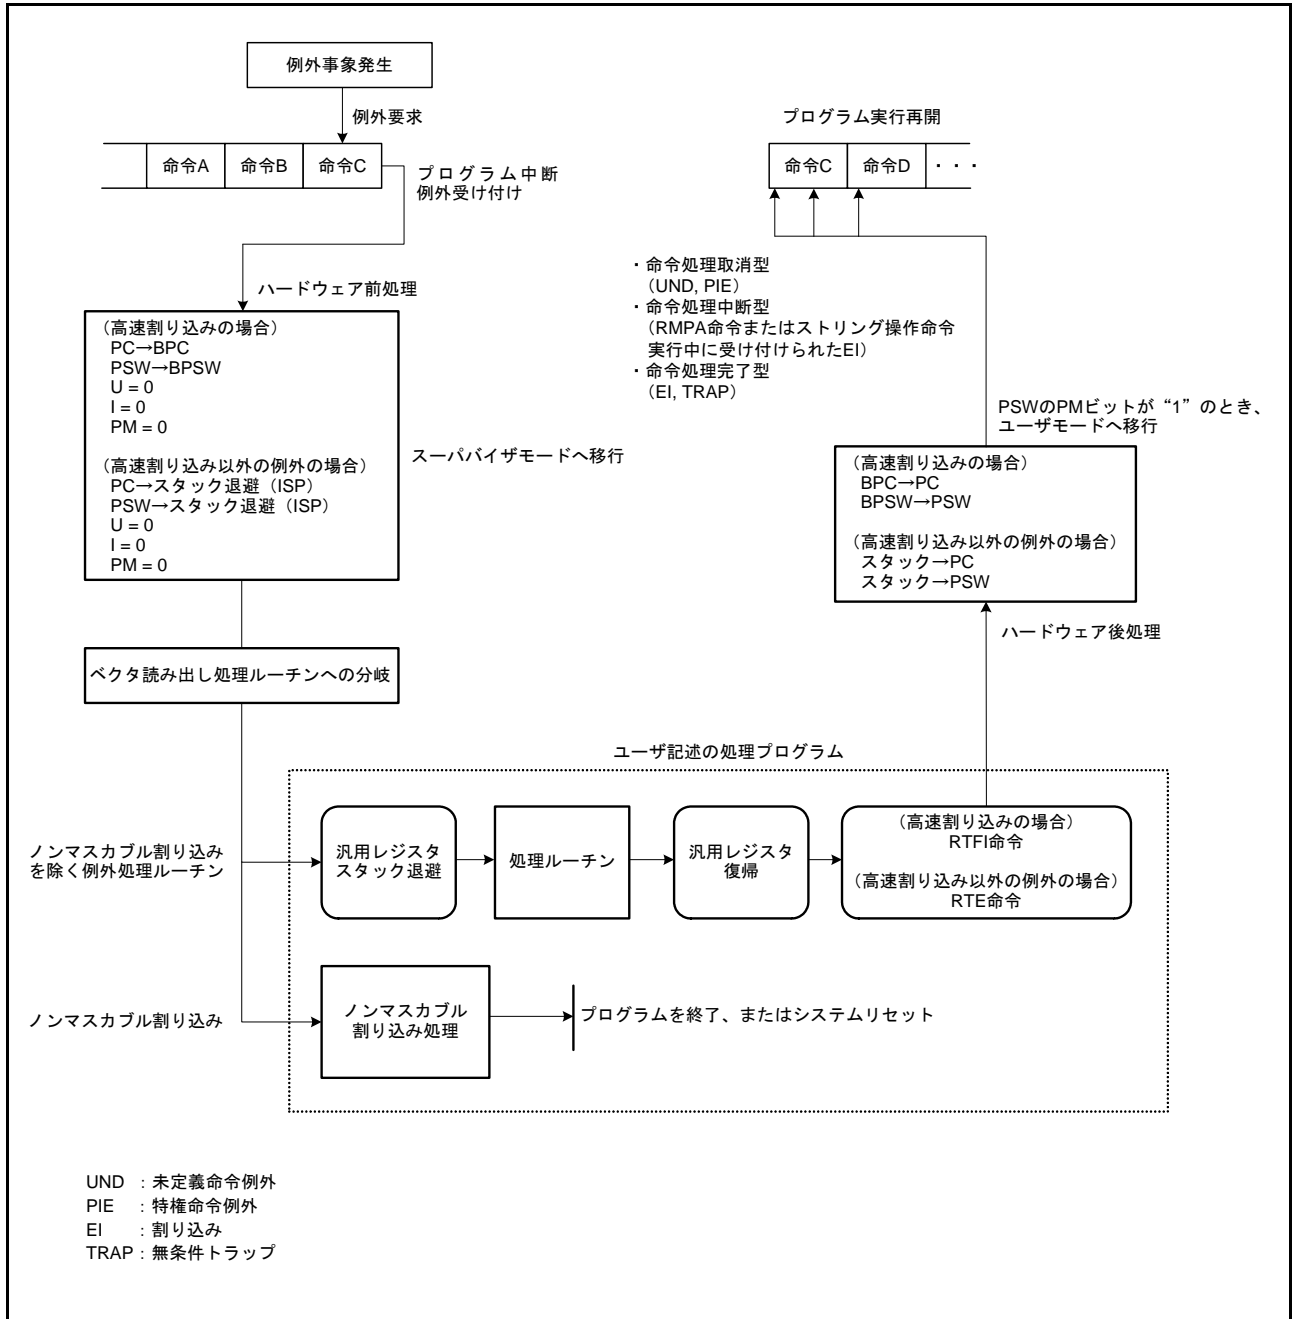 例外事象発生
例外要求
命令A
命令B
命令C
プログラム中断
例外受け付け
ハードウェア前処理
（高速割り込みの場合）
PC→BPC
PSW→BPSW
U = 0
I = 0
PM = 0
（高速割り込み以外の例外の場合）
PC→スタック退避（ISP）
PSW→スタック退避（ISP）
U = 0
I = 0
PM = 0
スーパバイザモードへ移行
ベクタ読み出し処理ルーチンへの分岐
プログラム実行再開
命令C
命令D
・・・
・命令処理取消型
（UND, PIE）
・命令処理中断型
（RMPA命令またはストリング操作命令
実行中に受け付けられたEI）
・命令処理完了型
（EI, TRAP）
PSWのPMビットが“1”のとき、
ユーザモードへ移行
（高速割り込みの場合）
BPC→PC
BPSW→PSW
（高速割り込み以外の例外の場合）
スタック→PC
スタック→PSW
ハードウェア後処理
ユーザ記述の処理プログラム
ノンマスカブル割り込み
を除く例外処理ルーチン
汎用レジスタ
スタック退避
処理ルーチン
汎用レジスタ
復帰
（高速割り込みの場合）
RTFI命令
（高速割り込み以外の例外の場合）
RTE命令
ノンマスカブル割り込み
ノンマスカブル
割り込み処理
プログラムを終了、またはシステムリセット
UND ：未定義命令例外
PIE ：特権命令例外
EI ：割り込み
TRAP：無条件トラップ